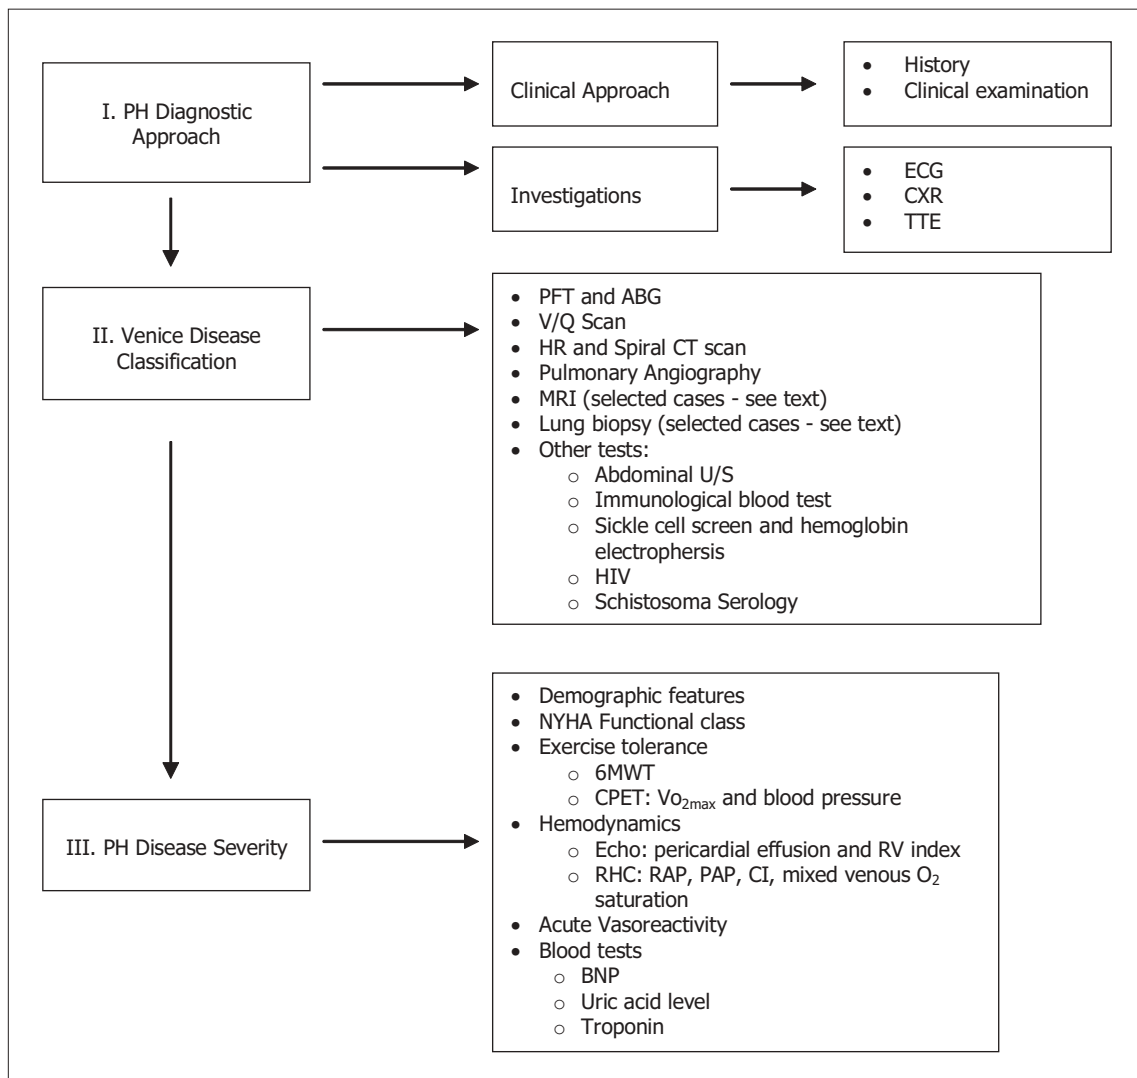 I. PH Diagnostic
Approach
Clinical Approach
• History
• Clinical examination
Investigations
• ECG
• CXR
• TTE
II. Venice Disease
Classification
• PFT and ABG
• V/Q Scan
• HR and Spiral CT scan
• Pulmonary Angiography
• MRI (selected cases - see text)
• Lung biopsy (selected cases - see text)
• Other tests:
o Abdominal U/S
o Immunological blood test
o Sickle cell screen and hemoglobin
electrophersis
o HIV
o Schistosoma Serology
III. PH Disease Severity
• Demographic features
• NYHA Functional class
• Exercise tolerance
o 6MWT
o CPET: Vo2max and blood pressure
• Hemodynamics
o Echo: pericardial effusion and RV index
o RHC: RAP, PAP, CI, mixed venous O2
saturation
• Acute Vasoreactivity
• Blood tests
o BNP
o Uric acid level
o Troponin